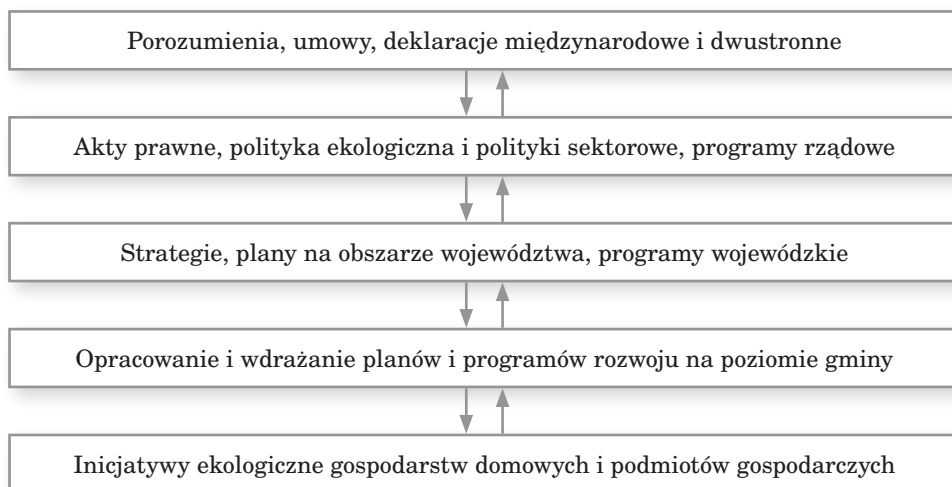 Porozumienia, umowy, deklaracje międzynarodowe i dwustronne
Akty prawne, polityka ekologiczna i polityki sektorowe, programy rządowe
Strategie, plany na obszarze województwa, programy wojewódzkie
Opracowanie i wdrażanie planów i programów rozwoju na poziomie gminy
Inicjatywy ekologiczne gospodarstw domowych i podmiotów gospodarczych